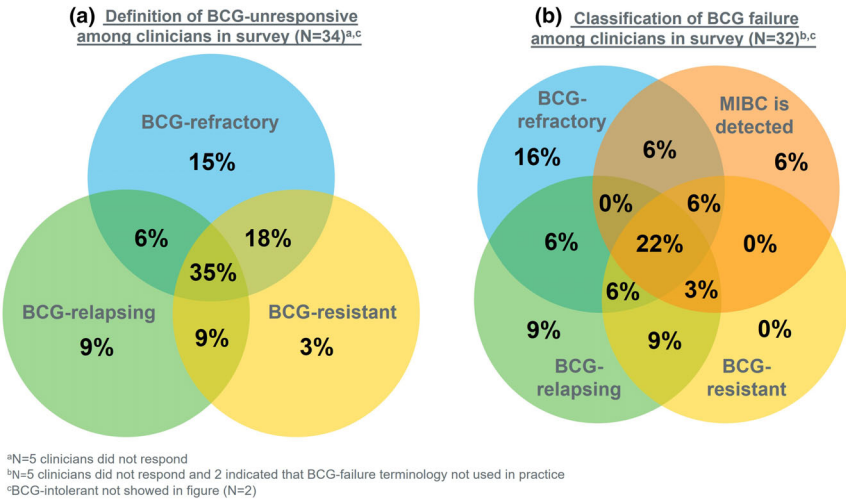 (a) Definition of BCG-unresponsive
among clinicians in survey (N=34)a,c
BCG-refractory
15%
6%
18%
35%
BCG-relapsing
BCG-resistant
9%
9%
3%
(b) Classification of BCG failure
among clinicians in survey (N=32)b,c
BCG-
refractory
MIBC is
detected
16%
6%
6%
0%
6%
6%
22%
0%
6%
3%
9%
9%
0%
BCG-
relapsing
BCG-
resistant
aN=5 clinicians did not respond
bN=5 clinicians did not respond and 2 indicated that BCG-failure terminology not used in practice
cBCG-intolerant not showed in figure (N=2)